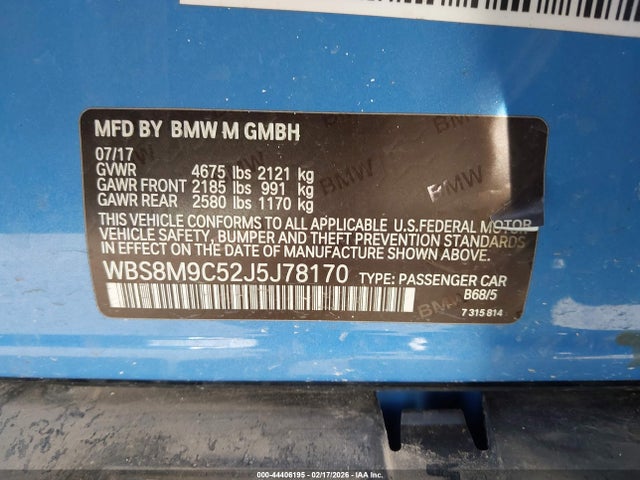 MFD BY BMW M GMBH
07/17
GVWR 4675 lbs 2121 kg
GAWR FRONT 2185 lbs 991 kg
GAWR REAR 2580 lbs 1170 kg
THIS VEHICLE CONFORMS TO ALL APPLICABLE U.S.FEDERAL MOTOR
VEHICLE SAFETY, BUMPER AND THEFT PREVENTION STANDARDS
IN EFFECT ON THE DATE OF MANUFACTURE SHOWN ABOVE.
WBS8M9C52J5J78170 TYPE: PASSENGER CAR
B68/5
7 315 814
000-44406195 - 02/17/2026 - IAAI.COM